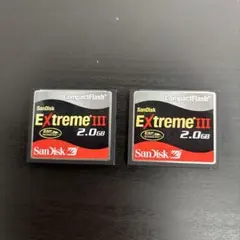 CompactFlash
SanDisk
Extreme III
2.0GB
SanDisk
CompactFlash
SanDisk
Extreme III
2.0GB
SanDisk